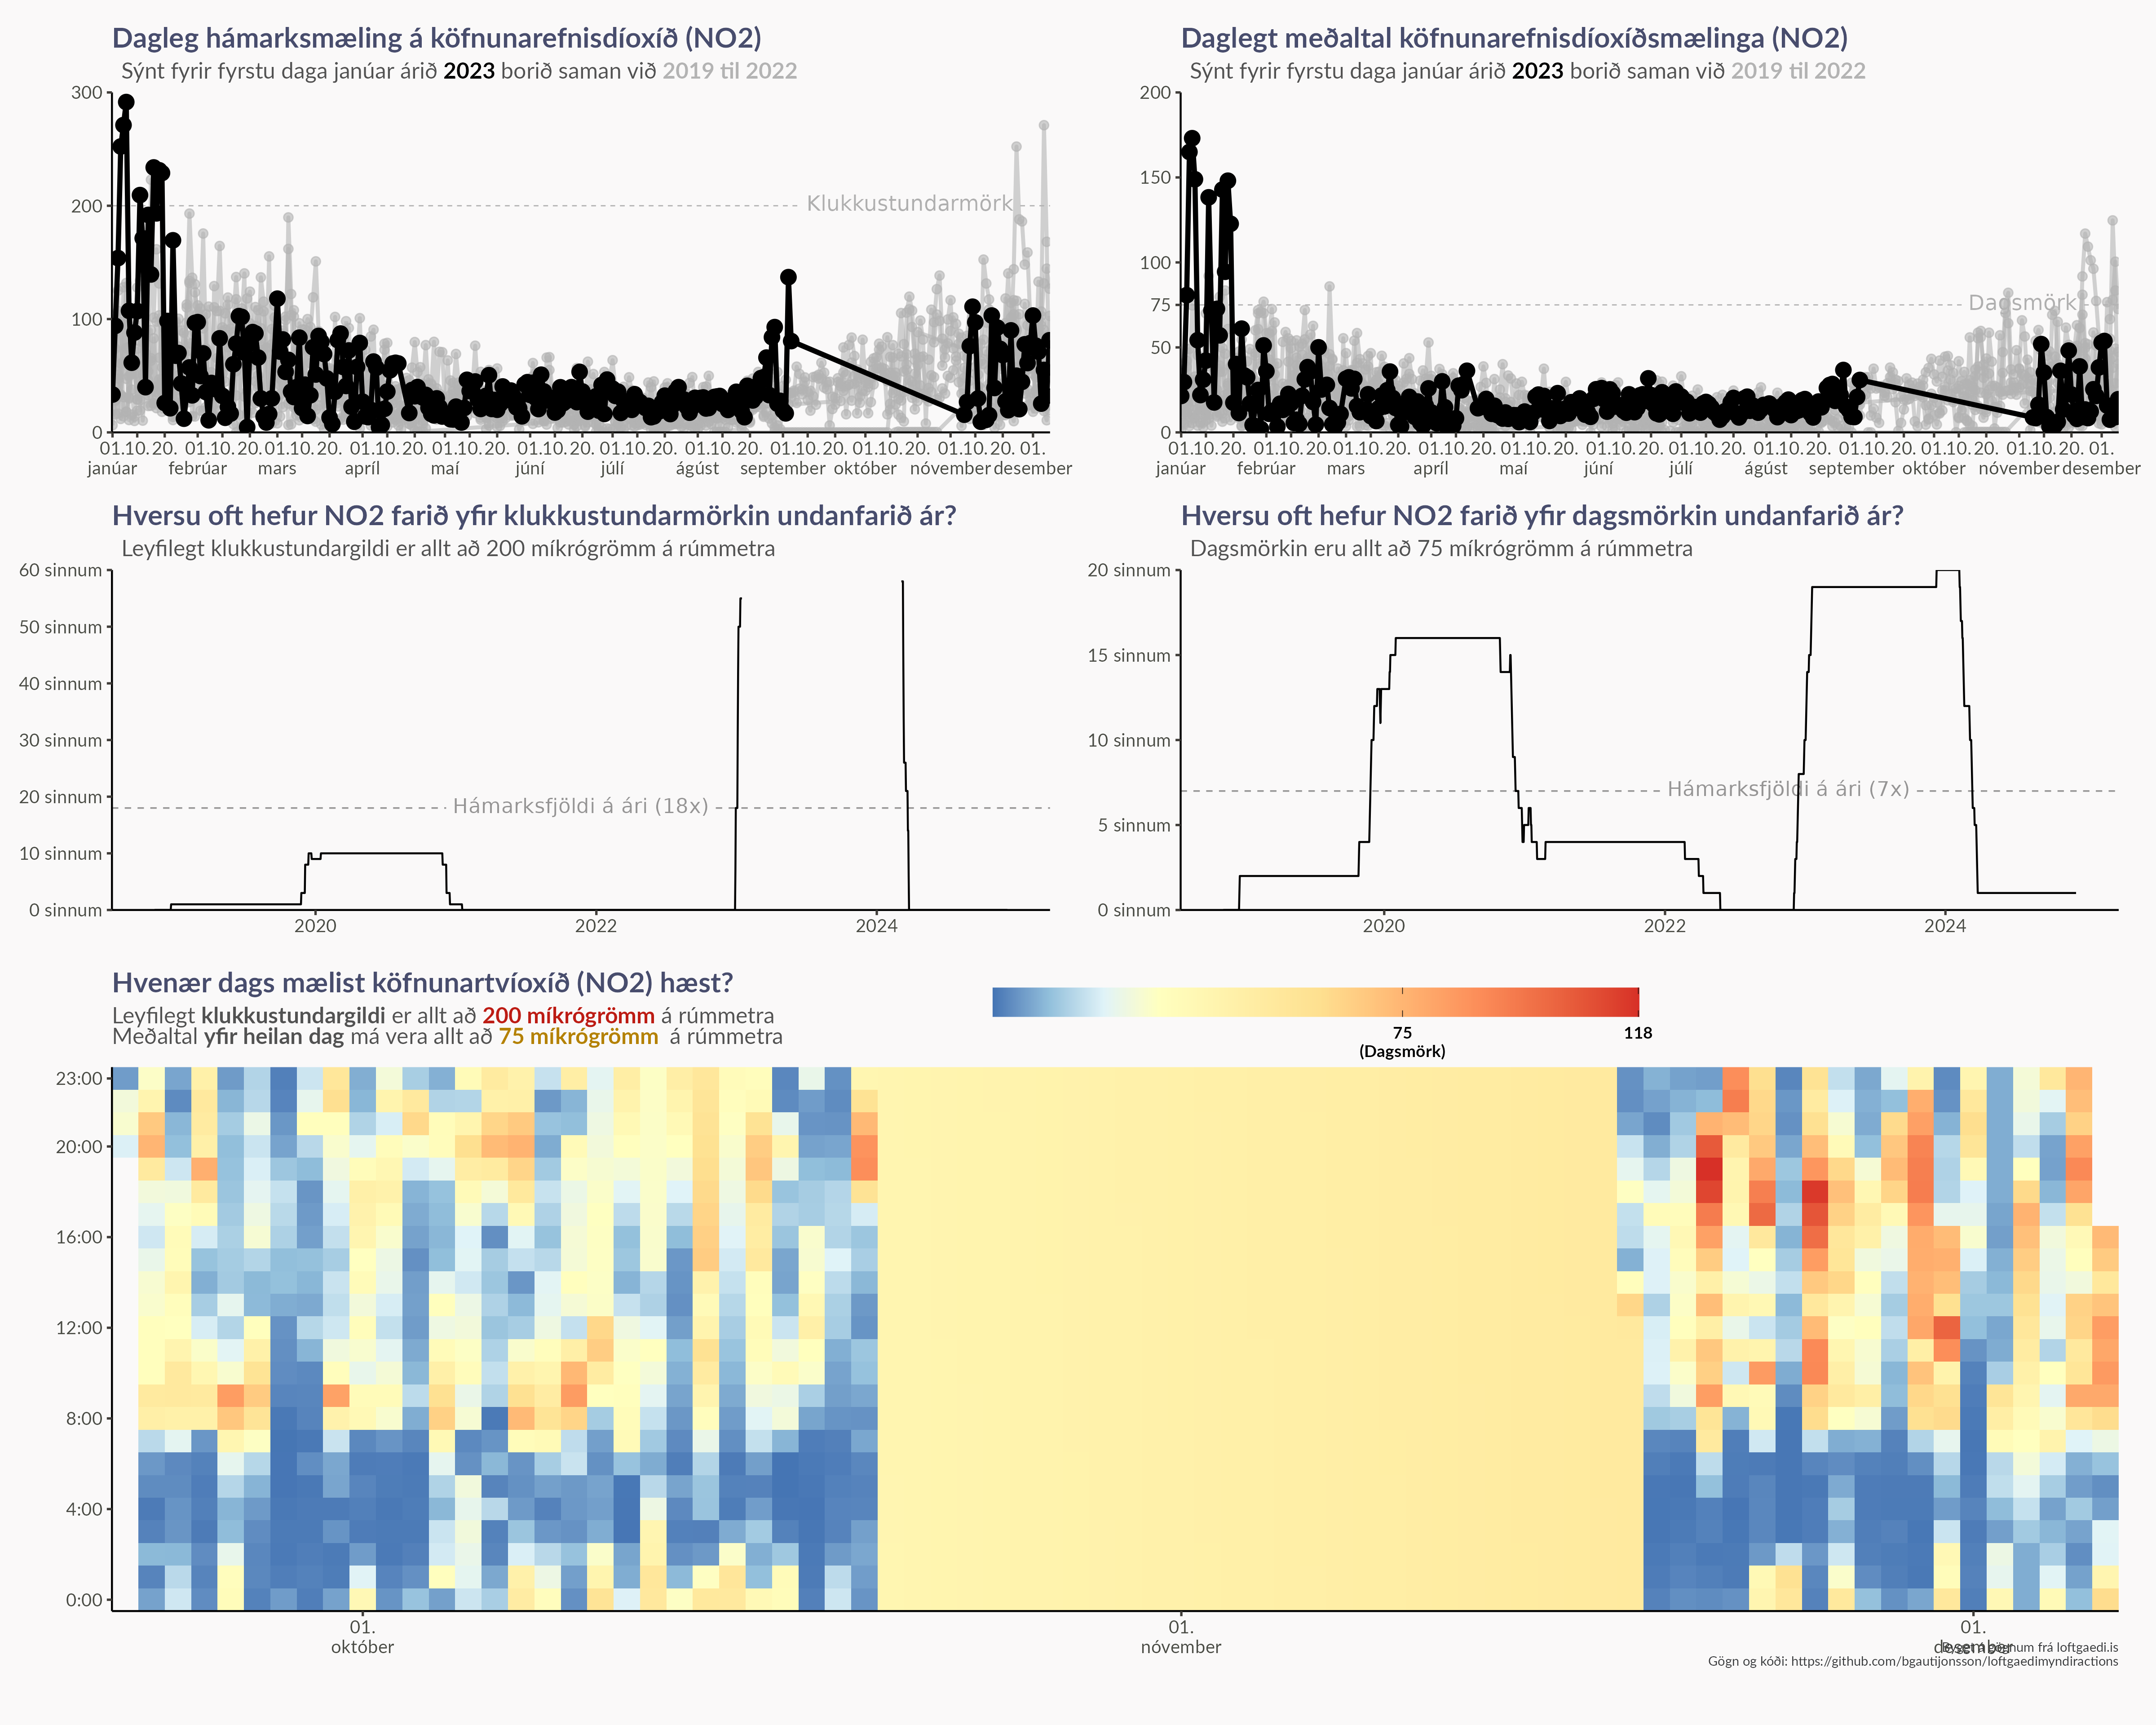 Dagleg hámarksmæling á köfnunarefnisdíoxíð (NO2)
Sýnt fyrir fyrstu daga janúar árið 2023 borið saman við 2019 til 2022
300
200
100
0
Klukkustundarmörk
01.10.20. 01.10.20. 01.10.20. 01.10.20. 01.10.20. 01.10.20. 01.10.20. 01.10.20. 01.10.20. 01.10.20. 01.10.20. 01.
janúar febrúar mars apríl maí júní júlí ágúst september október nóvember desember
Daglegt meðaltal köfnunarefnisdíoxíðsmælinga (NO2)
Sýnt fyrir fyrstu daga janúar árið 2023 borið saman við 2019 til 2022
200
150
100
75
50
0
Dagsmörk
01.10.20. 01.10.20. 01.10.20. 01.10.20. 01.10.20. 01.10.20. 01.10.20. 01.10.20. 01.10.20. 01.10.20. 01.10.20. 01.
janúar febrúar mars apríl maí júní júlí ágúst september október nóvember desember
Hversu oft hefur NO2 farið yfir klukkustundarmörkin undanfarið ár?
Leyfilegt klukkustundargildi er allt að 200 míkrógrömm á rúmmetra
60 sinnum
50 sinnum
40 sinnum
30 sinnum
20 sinnum
10 sinnum
0 sinnum
Hámarksfjöldi á ári (18x)
2020 2022 2024
Hversu oft hefur NO2 farið yfir dagsmörkin undanfarið ár?
Dagsmörkin eru allt að 75 míkrógrömm á rúmmetra
20 sinnum
15 sinnum
10 sinnum
5 sinnum
0 sinnum
Hámarksfjöldi á ári (7x)
2020 2022 2024
Hvenær dags mælist köfnunartvíoxíð (NO2) hæst?
Leyfilegt klukkustundargildi er allt að 200 míkrógrömm á rúmmetra
Meðaltal yfir heilan dag má vera allt að 75 míkrógrömm á rúmmetra
75 118
(Dagsmörk)
23:00
20:00
16:00
12:00
8:00
4:00
0:00
01. 01. 01.
október nóvember desember
frá loftgaedi.is
Gögn og kóði: https://github.com/bgautijonsson/loftgaedimyndiractions